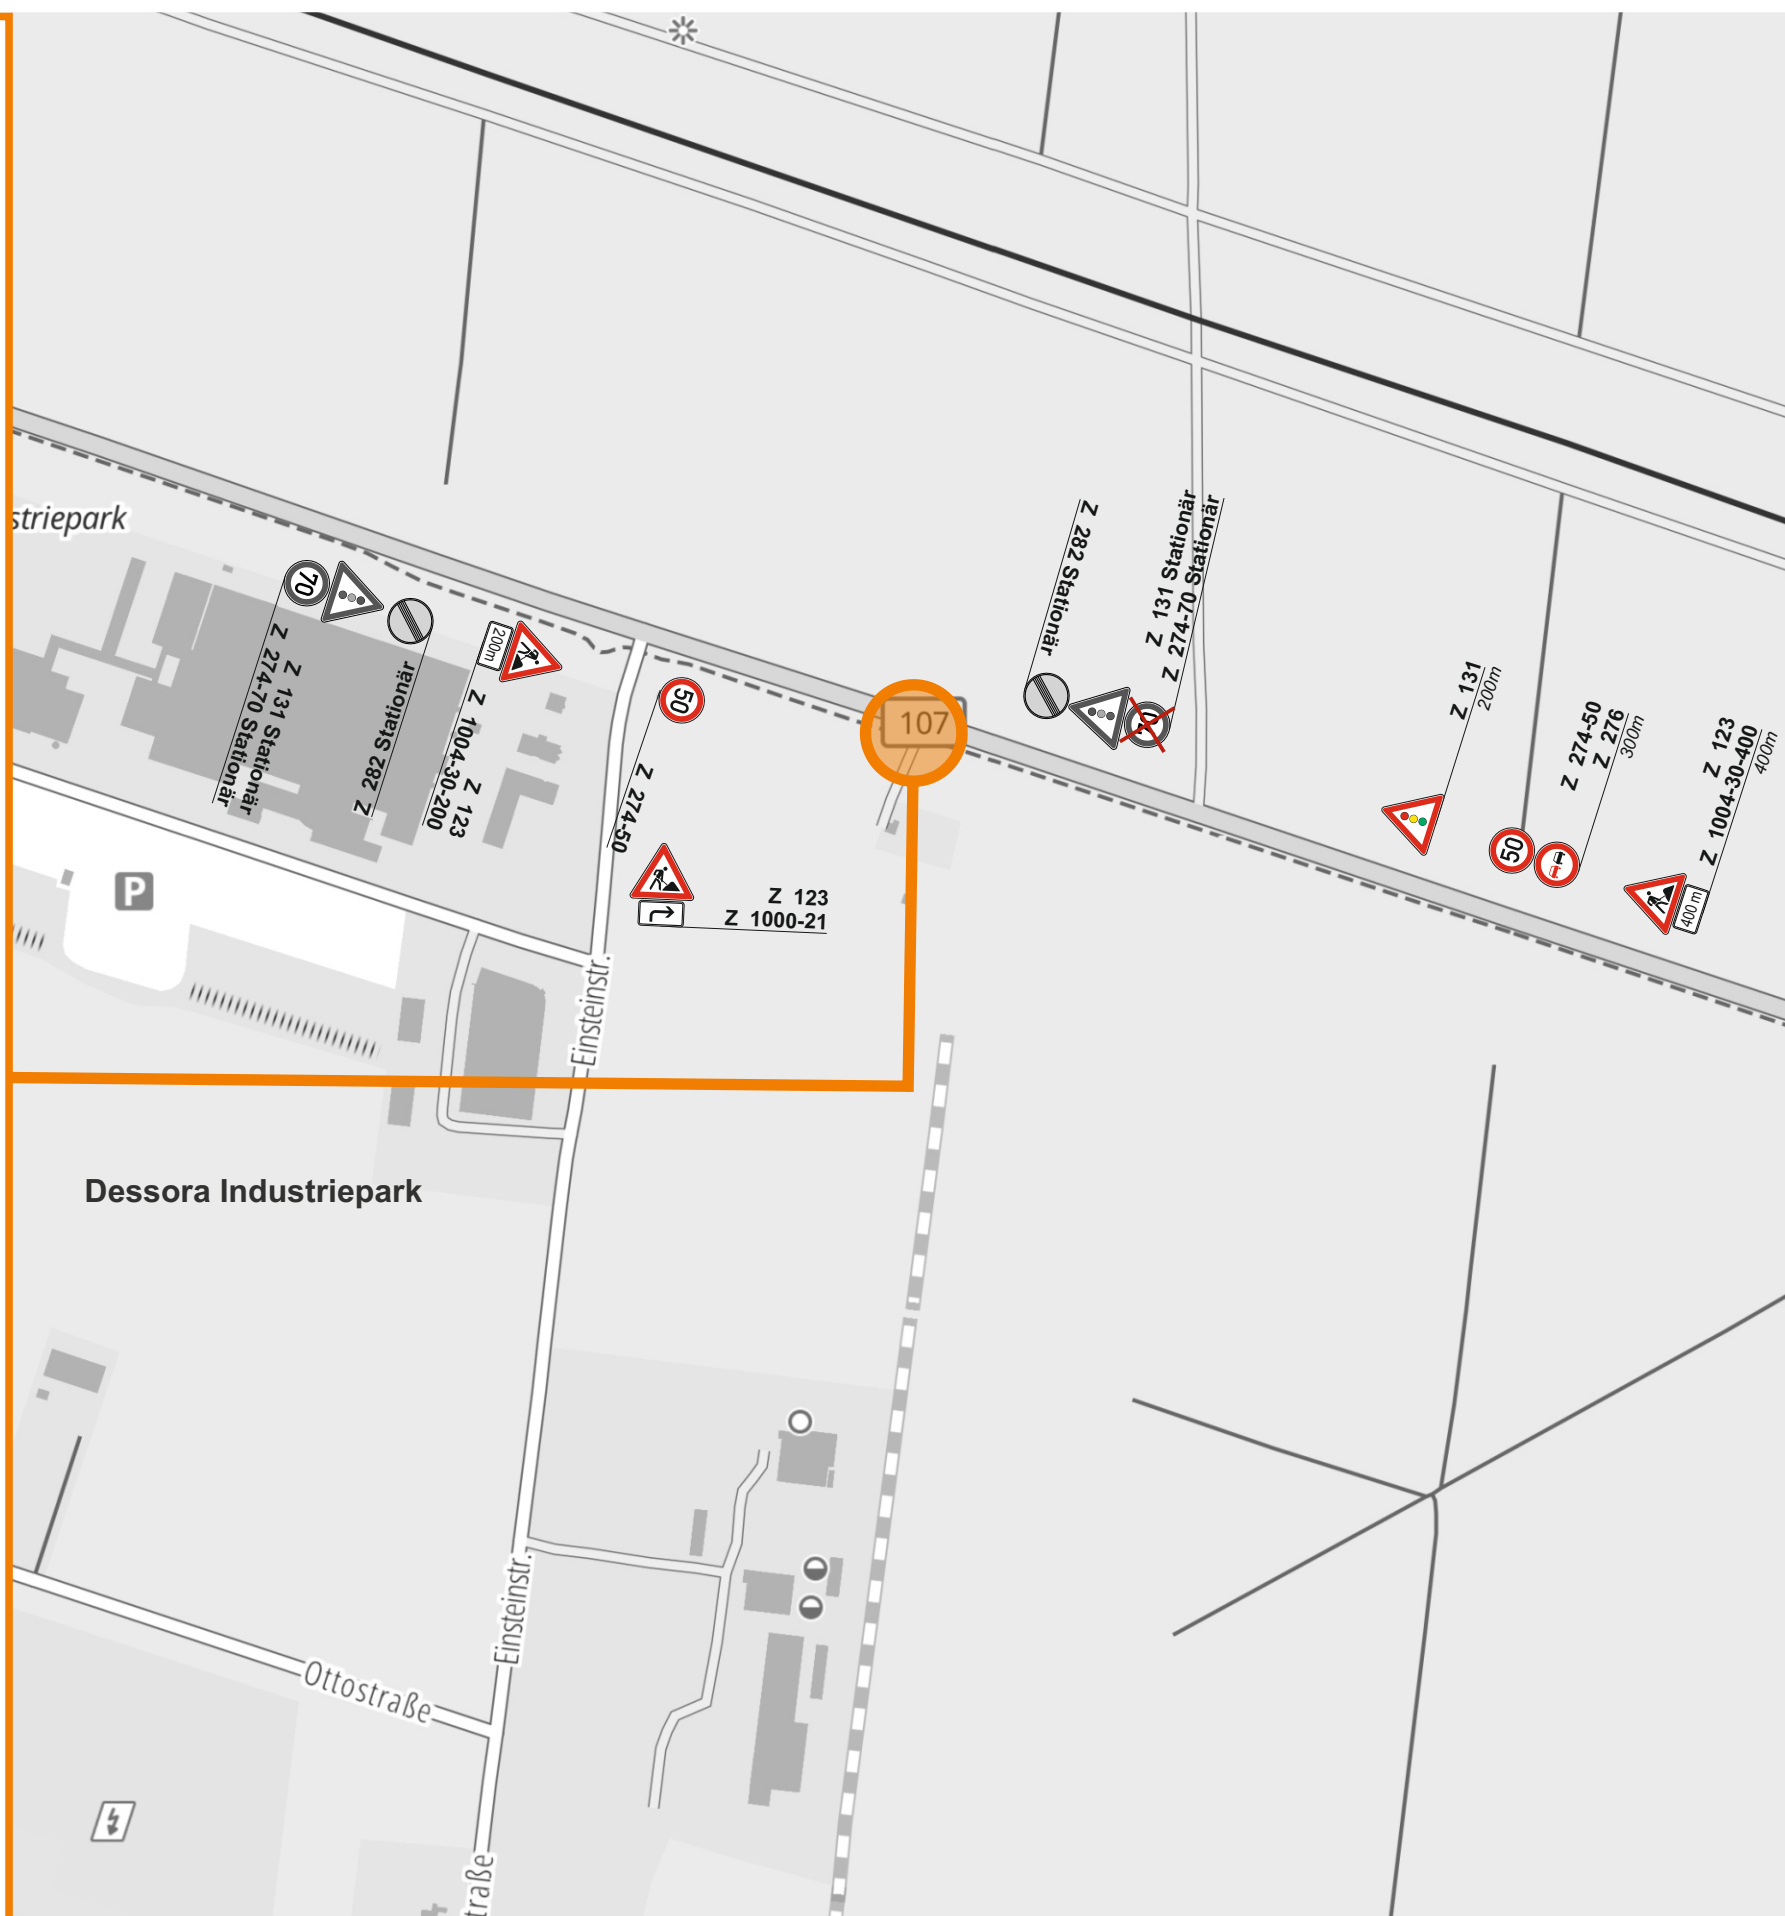 striepark
70
Z 131 Stationär
Z 274-70 Stationär
Z 282 Stationär
200m
Z 123
Z 1004-30-200
50
Z 274-50
Z 123
Z 1000-21
107
Z 282 Stationär
Z 131 Stationär
Z 274-70 Stationär
Z 131
200m
50
Z 274-50
Z 276
300m
400 m
Z 123
Z 1004-30-400
400m
P
Einsteinstr.
Dessora Industriepark
Einsteinstr.
Ottostraße
traße